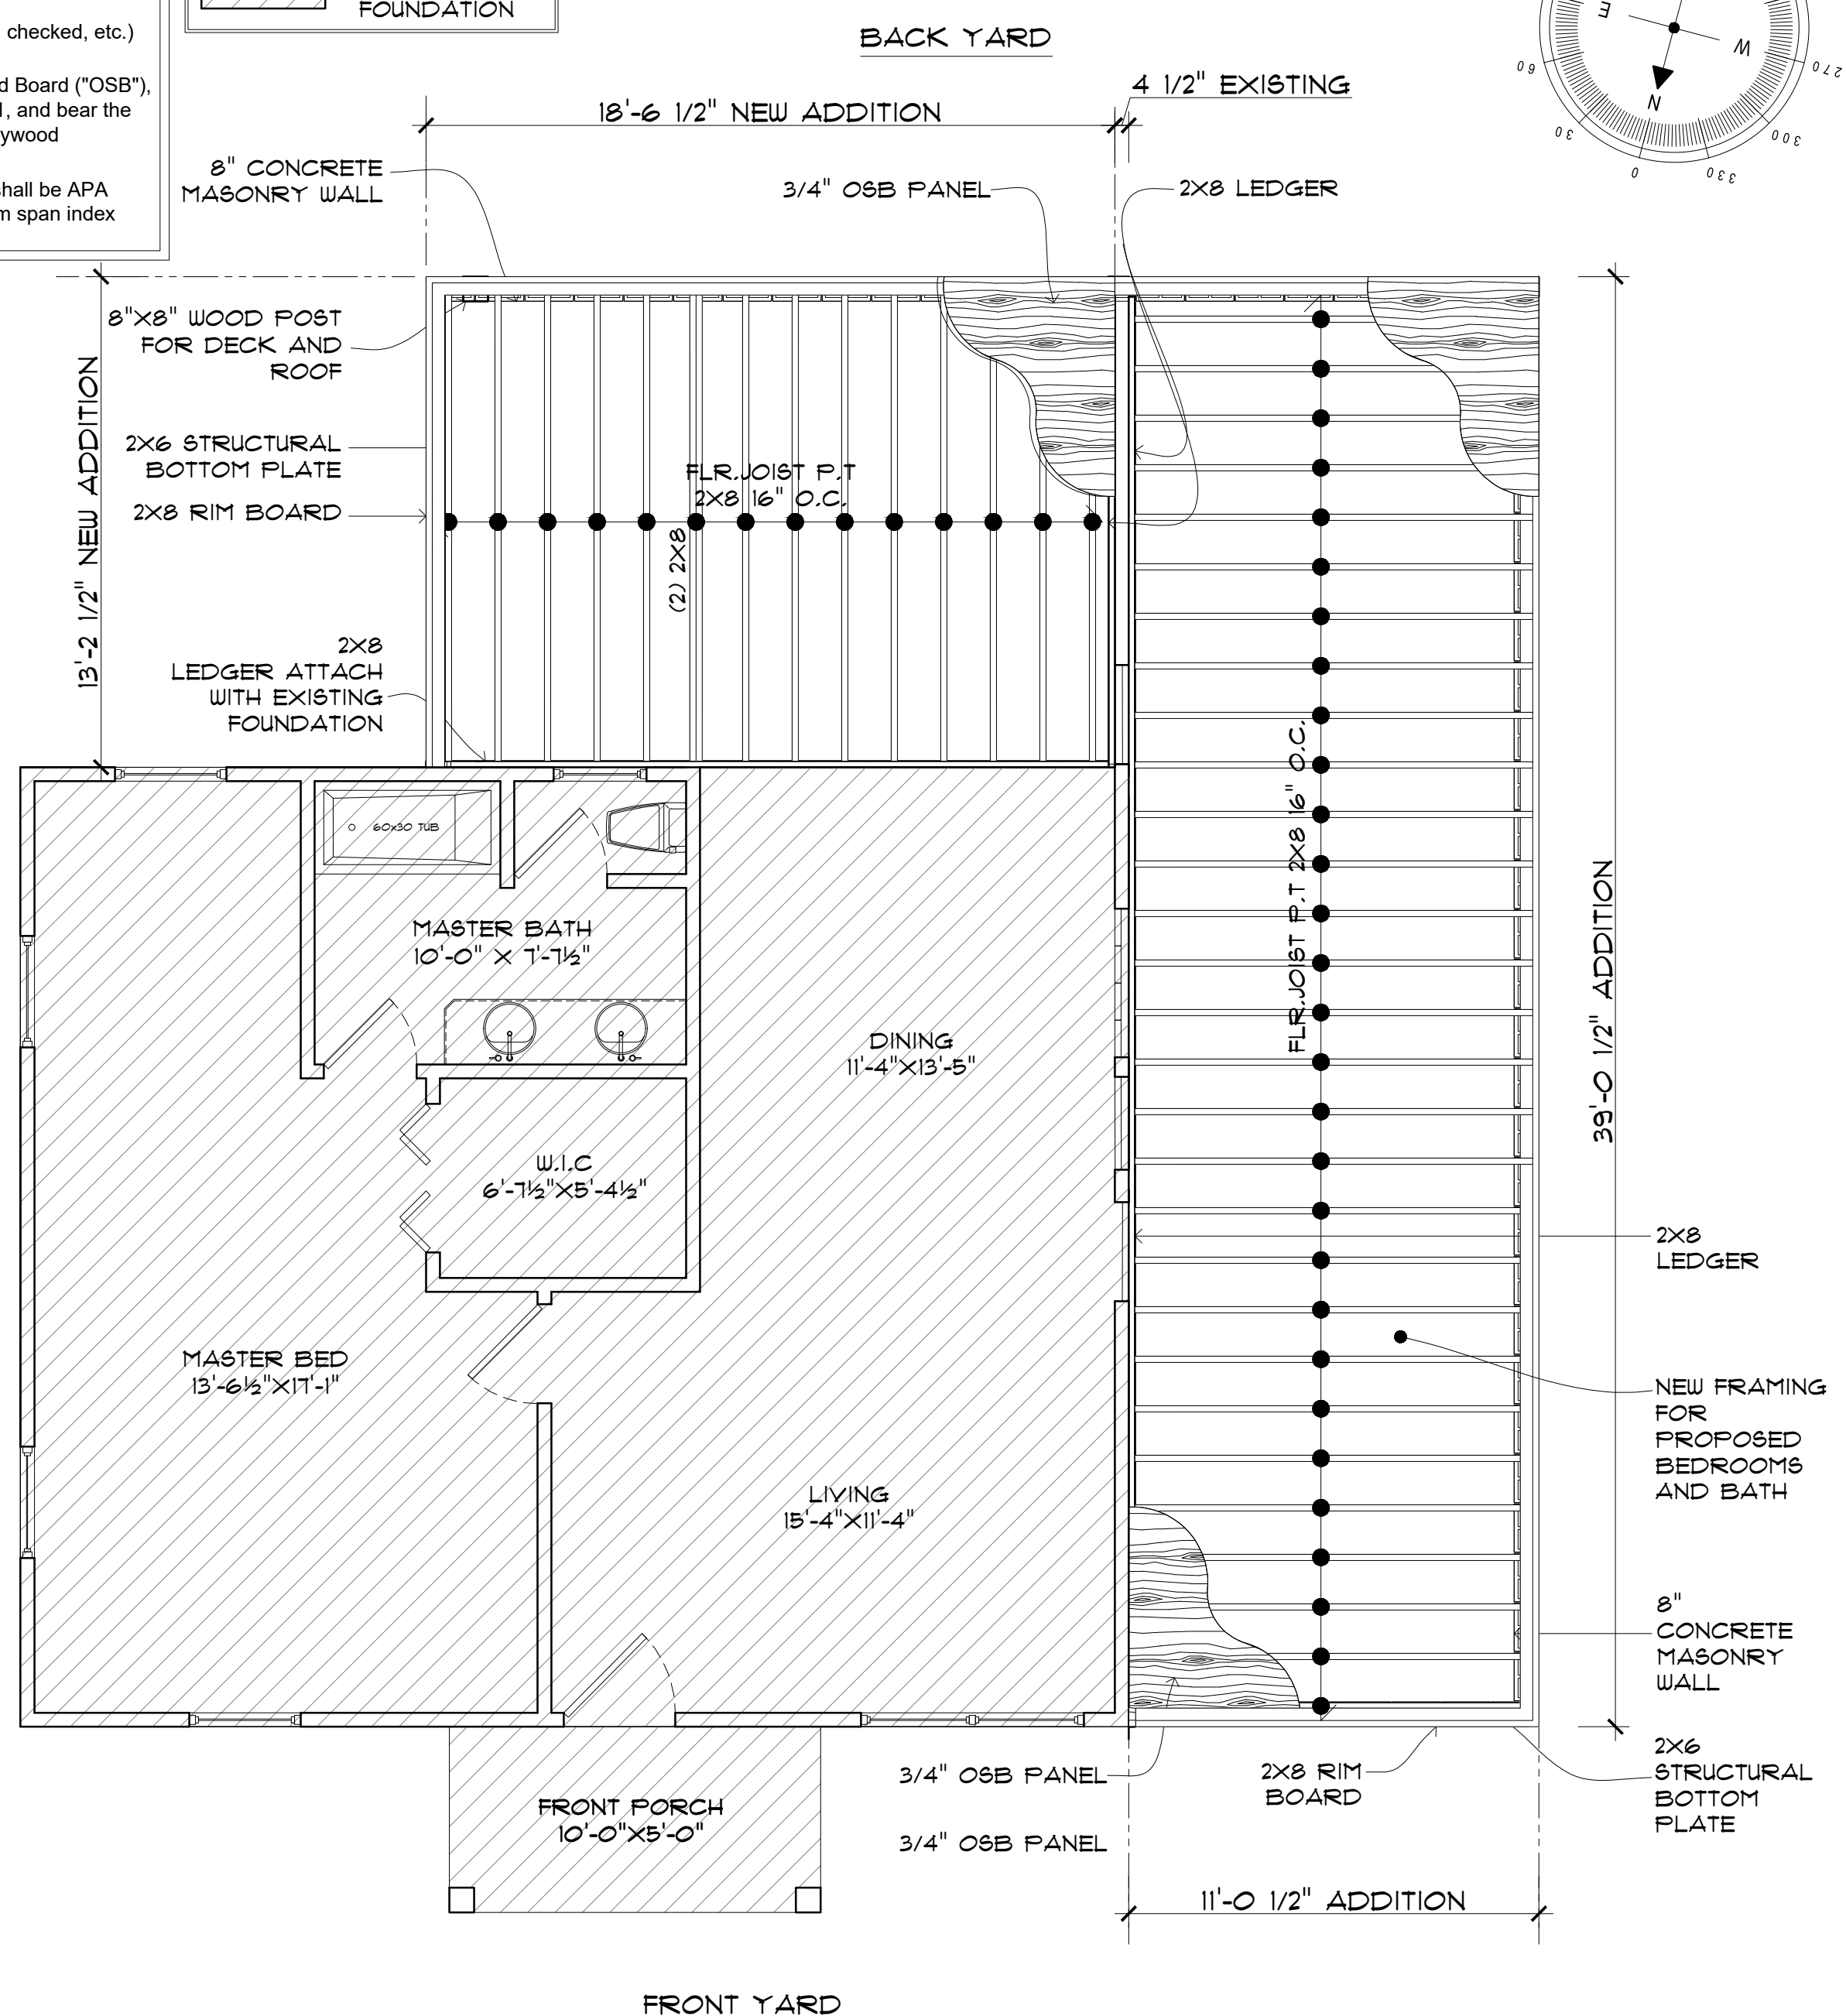 FOUNDATION
checked, etc.)
d Board ("OSB"),
, and bear the
ywood
shall be APA
m span index
BACK YARD
E
W
N
60
30
0
330
300
270
4 1/2" EXISTING
18'-6 1/2" NEW ADDITION
8" CONCRETE
MASONRY WALL
3/4" OSB PANEL
2X8 LEDGER
8"X8" WOOD POST
FOR DECK AND
ROOF
13'-2 1/2" NEW ADDITION
2X6 STRUCTURAL
BOTTOM PLATE
2X8 RIM BOARD
FLR.JOIST P.T
2X8 16" O.C.
(2) 2X8
2X8
LEDGER ATTACH
WITH EXISTING
FOUNDATION
60x30 TUB
MASTER BATH
10'-0" X 7'-7½"
DINING
11'-4"X13'-5"
FLR.JOIST P.T 2X8 16" O.C.
39'-0 1/2" ADDITION
W.I.C
6'-7½"X5'-4½"
2X8
LEDGER
MASTER BED
13'-6½"X17'-1"
NEW FRAMING
FOR
PROPOSED
BEDROOMS
AND BATH
LIVING
15'-4"X11'-4"
8"
CONCRETE
MASONRY
WALL
3/4" OSB PANEL
2X8 RIM
BOARD
2X6
STRUCTURAL
BOTTOM
PLATE
FRONT PORCH
10'-0"X5'-0"
3/4" OSB PANEL
11'-0 1/2" ADDITION
FRONT YARD